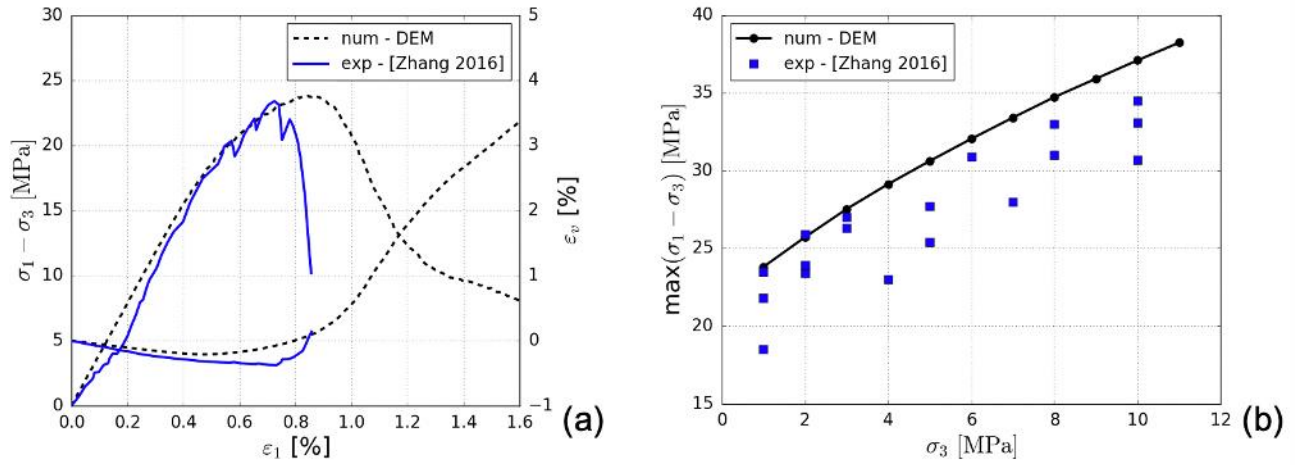 30
25
20
15
10
5
0
σ₁ − σ₃ [MPa]
0.0 0.2 0.4 0.6 0.8 1.0 1.2 1.4 1.6
ε₁ [%]
5
4
3
2
1
0
−1
εᵥ [%]
num - DEM
exp - [Zhang 2016]
(a)
40
35
30
25
20
15
max(σ₁ − σ₃) [MPa]
0 2 4 6 8 10 12
σ₃ [MPa]
num - DEM
exp - [Zhang 2016]
(b)